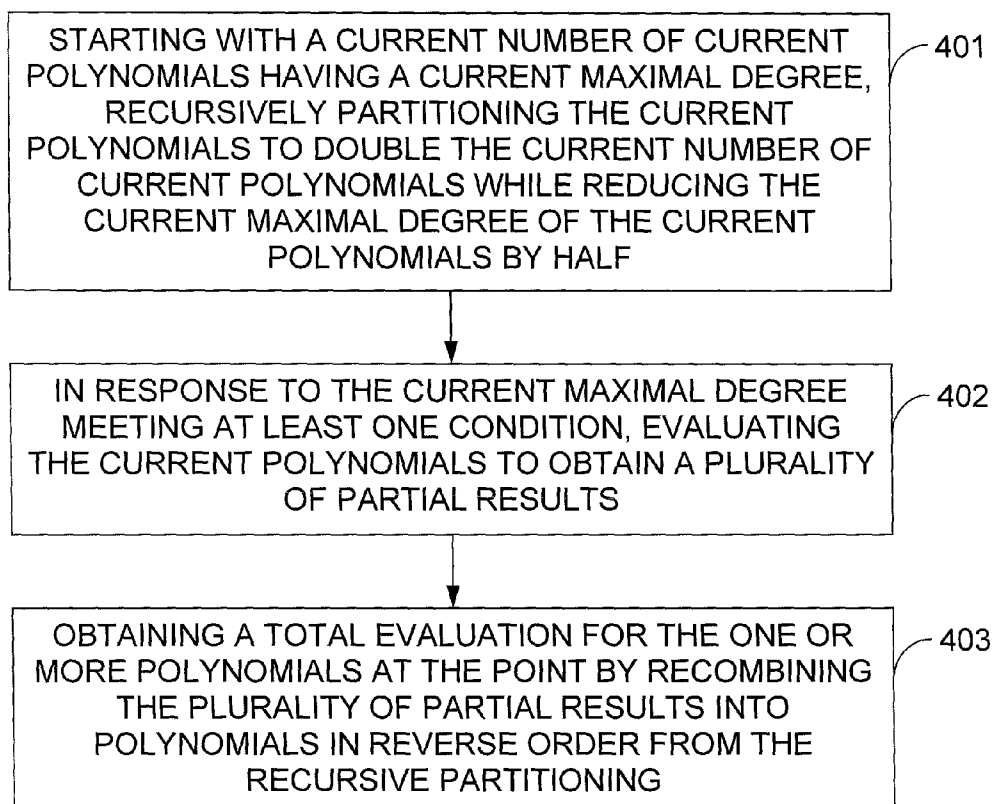 STARTING WITH A CURRENT NUMBER OF CURRENT
POLYNOMIALS HAVING A CURRENT MAXIMAL DEGREE,
RECURSIVELY PARTITIONING THE CURRENT
POLYNOMIALS TO DOUBLE THE CURRENT NUMBER OF
CURRENT POLYNOMIALS WHILE REDUCING THE
CURRENT MAXIMAL DEGREE OF THE CURRENT
POLYNOMIALS BY HALF
401
IN RESPONSE TO THE CURRENT MAXIMAL DEGREE
MEETING AT LEAST ONE CONDITION, EVALUATING
THE CURRENT POLYNOMIALS TO OBTAIN A PLURALITY
OF PARTIAL RESULTS
402
OBTAINING A TOTAL EVALUATION FOR THE ONE OR
MORE POLYNOMIALS AT THE POINT BY RECOMBINING
THE PLURALITY OF PARTIAL RESULTS INTO
POLYNOMIALS IN REVERSE ORDER FROM THE
RECURSIVE PARTITIONING
403